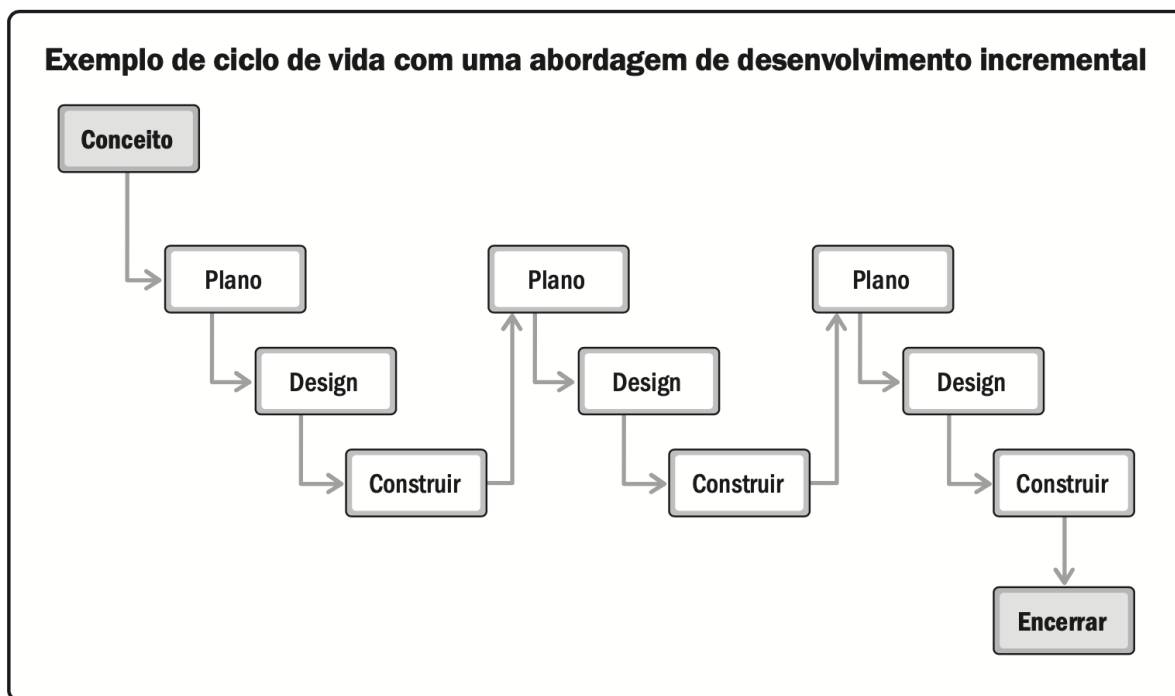 Exemplo de ciclo de vida com uma abordagem de desenvolvimento incremental
Conceito
Plano
Plano
Plano
Design
Design
Design
Construir
Construir
Construir
Encerrar